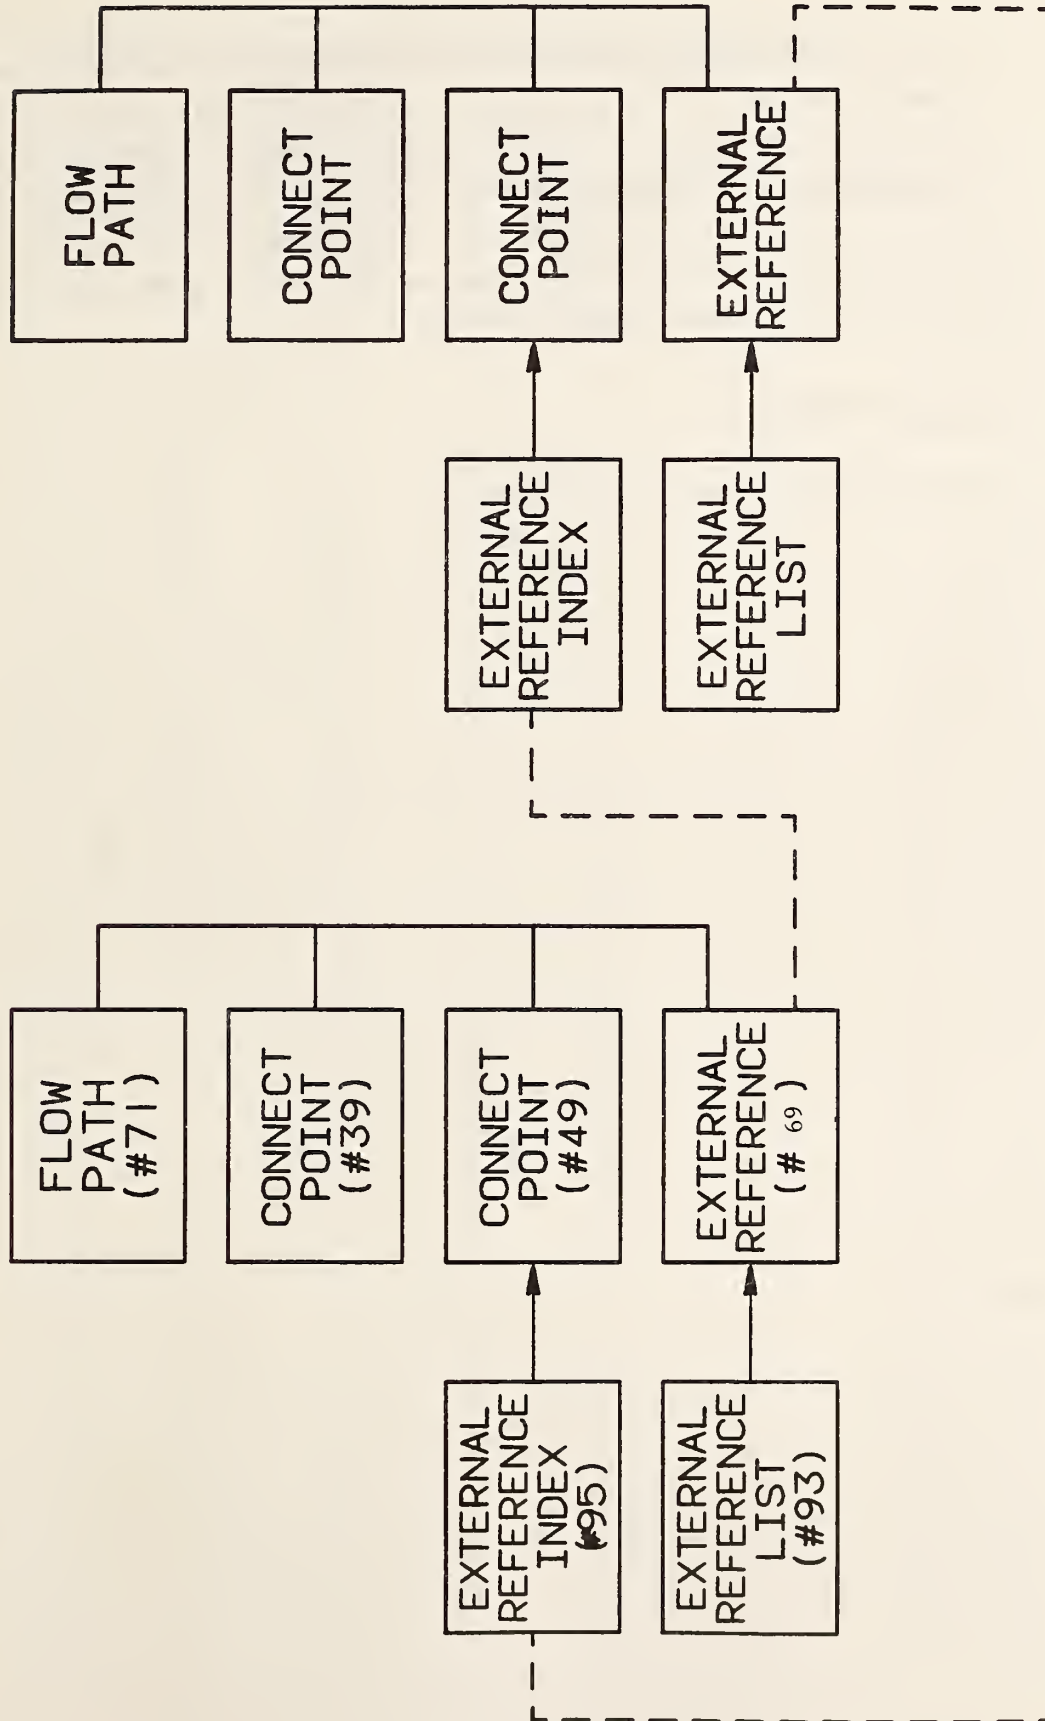 FLOW
PATH
(#71)
CONNECT
POINT
(#39)
EXTERNAL
REFERENCE
INDEX
(#95)
CONNECT
POINT
(#49)
EXTERNAL
REFERENCE
LIST
(#93)
EXTERNAL
REFERENCE
(# 69 )
FLOW
PATH
CONNECT
POINT
EXTERNAL
REFERENCE
INDEX
CONNECT
POINT
EXTERNAL
REFERENCE
LIST
EXTERNAL
REFERENCE